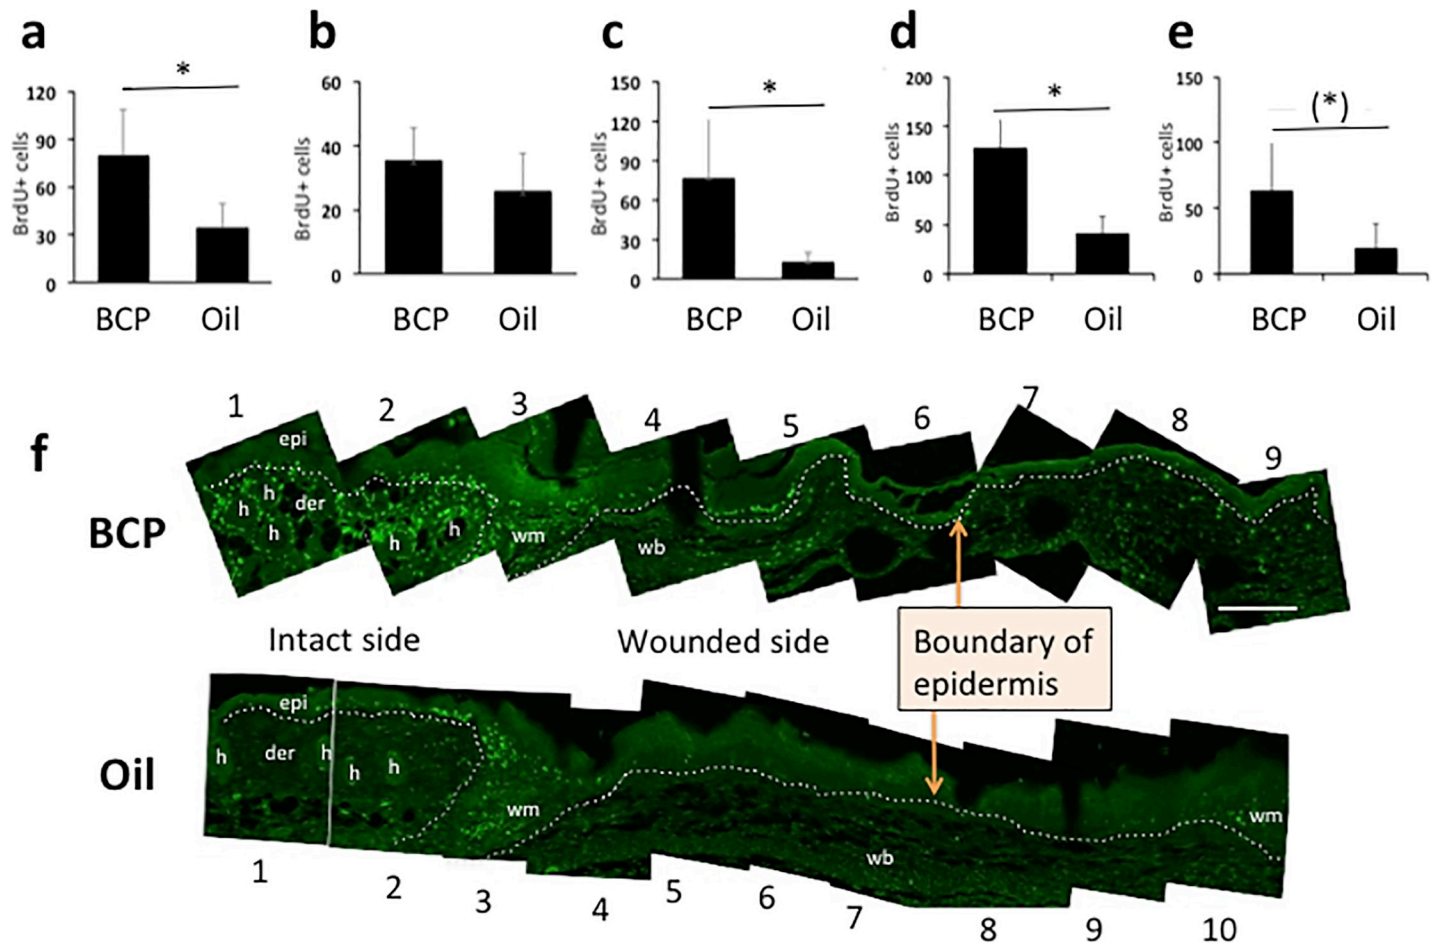 a
b
c
d
e
*
*
*
(*)
BrdU+ cells
120
90
60
30
0
BCP
Oil
BrdU+ cells
60
40
20
0
BCP
Oil
BrdU+ cells
150
120
90
60
30
0
BCP
Oil
BrdU+ cells
200
150
100
50
0
BCP
Oil
BrdU+ cells
150
100
50
0
BCP
Oil
f
BCP
1
2
3
4
5
6
7
8
9
epi
h
h
h
der
h
h
wm
wb
Intact side
Wounded side
Boundary of
epidermis
Oil
epi
h
der
h
h
h
wm
wb
wm
1
2
3
4
5
6
7
8
9
10